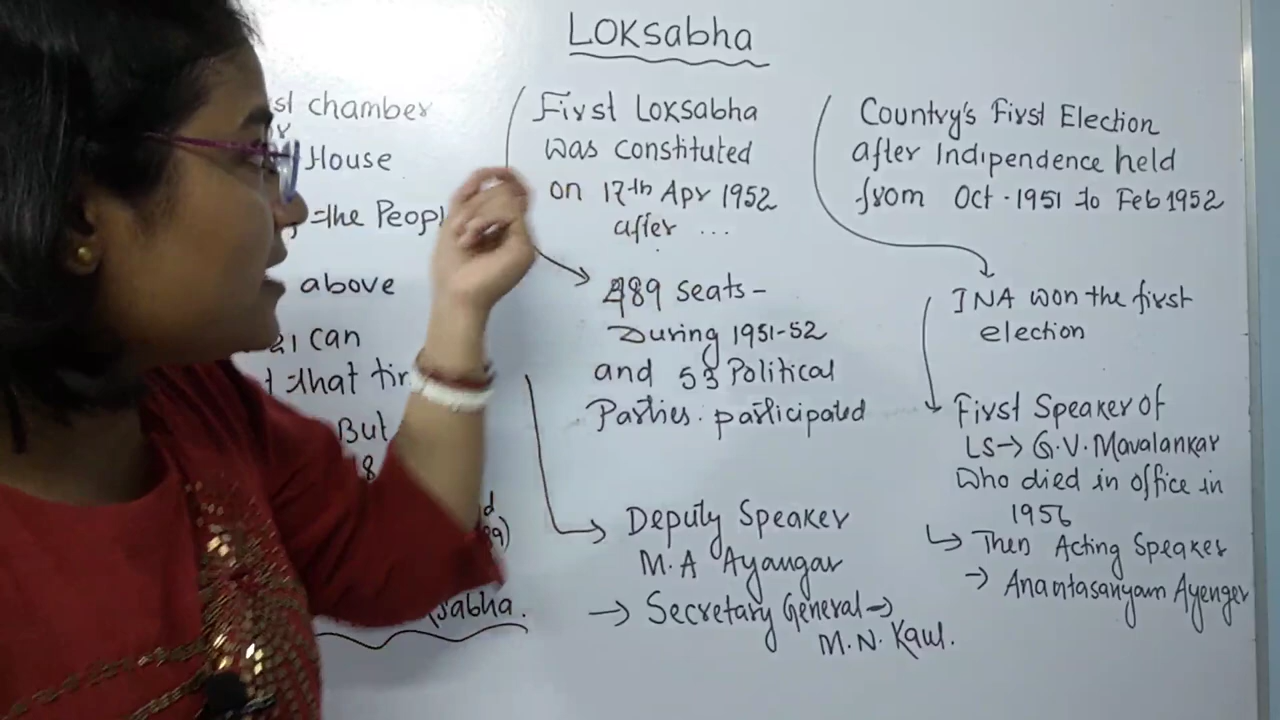 LOKsabha
st chamber
House
the Peopl
above
can
that tir
But
18
d
9)
sabha.
First Loksabha
was constituted
on 17th Apr 1952
after ...
489 seats -
During 1951-52
and 53 Political
Parties. participated
Deputy Speaker
M.A Ayangar
→ Secretary General →
M.N. Kaul.
Country's First Election
after Indipendence held
from Oct - 1951 to Feb 1952
INA won the first
election
First Speaker of
LS → G.V. Mavalankar
Who died in office in
1956
Then Acting Speaker
→ Anantasanyam Ayenger